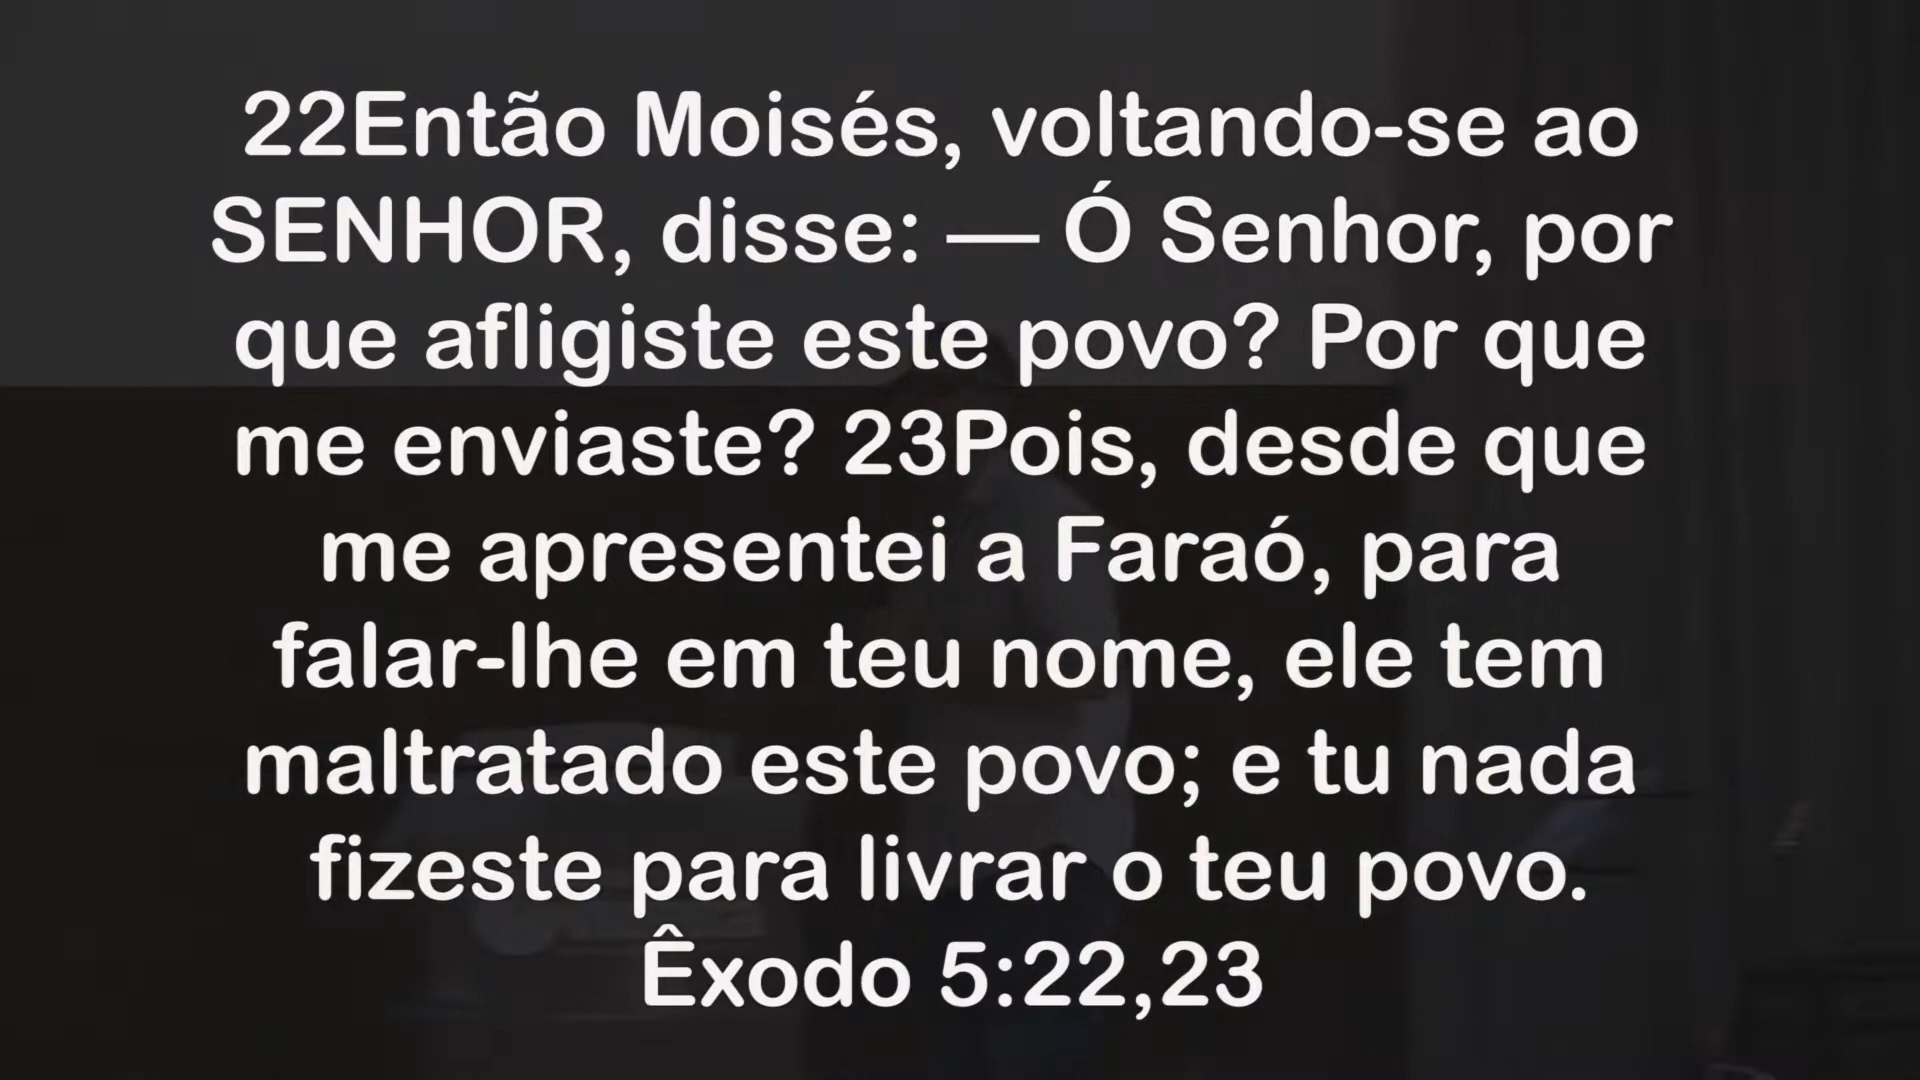 22Então Moisés, voltando-se ao
SENHOR, disse: — Ó Senhor, por
que afligiste este povo? Por que
me enviaste? 23Pois, desde que
me apresentei a Faraó, para
falar-lhe em teu nome, ele tem
maltratado este povo; e tu nada
fizeste para livrar o teu povo.
Êxodo 5:22,23